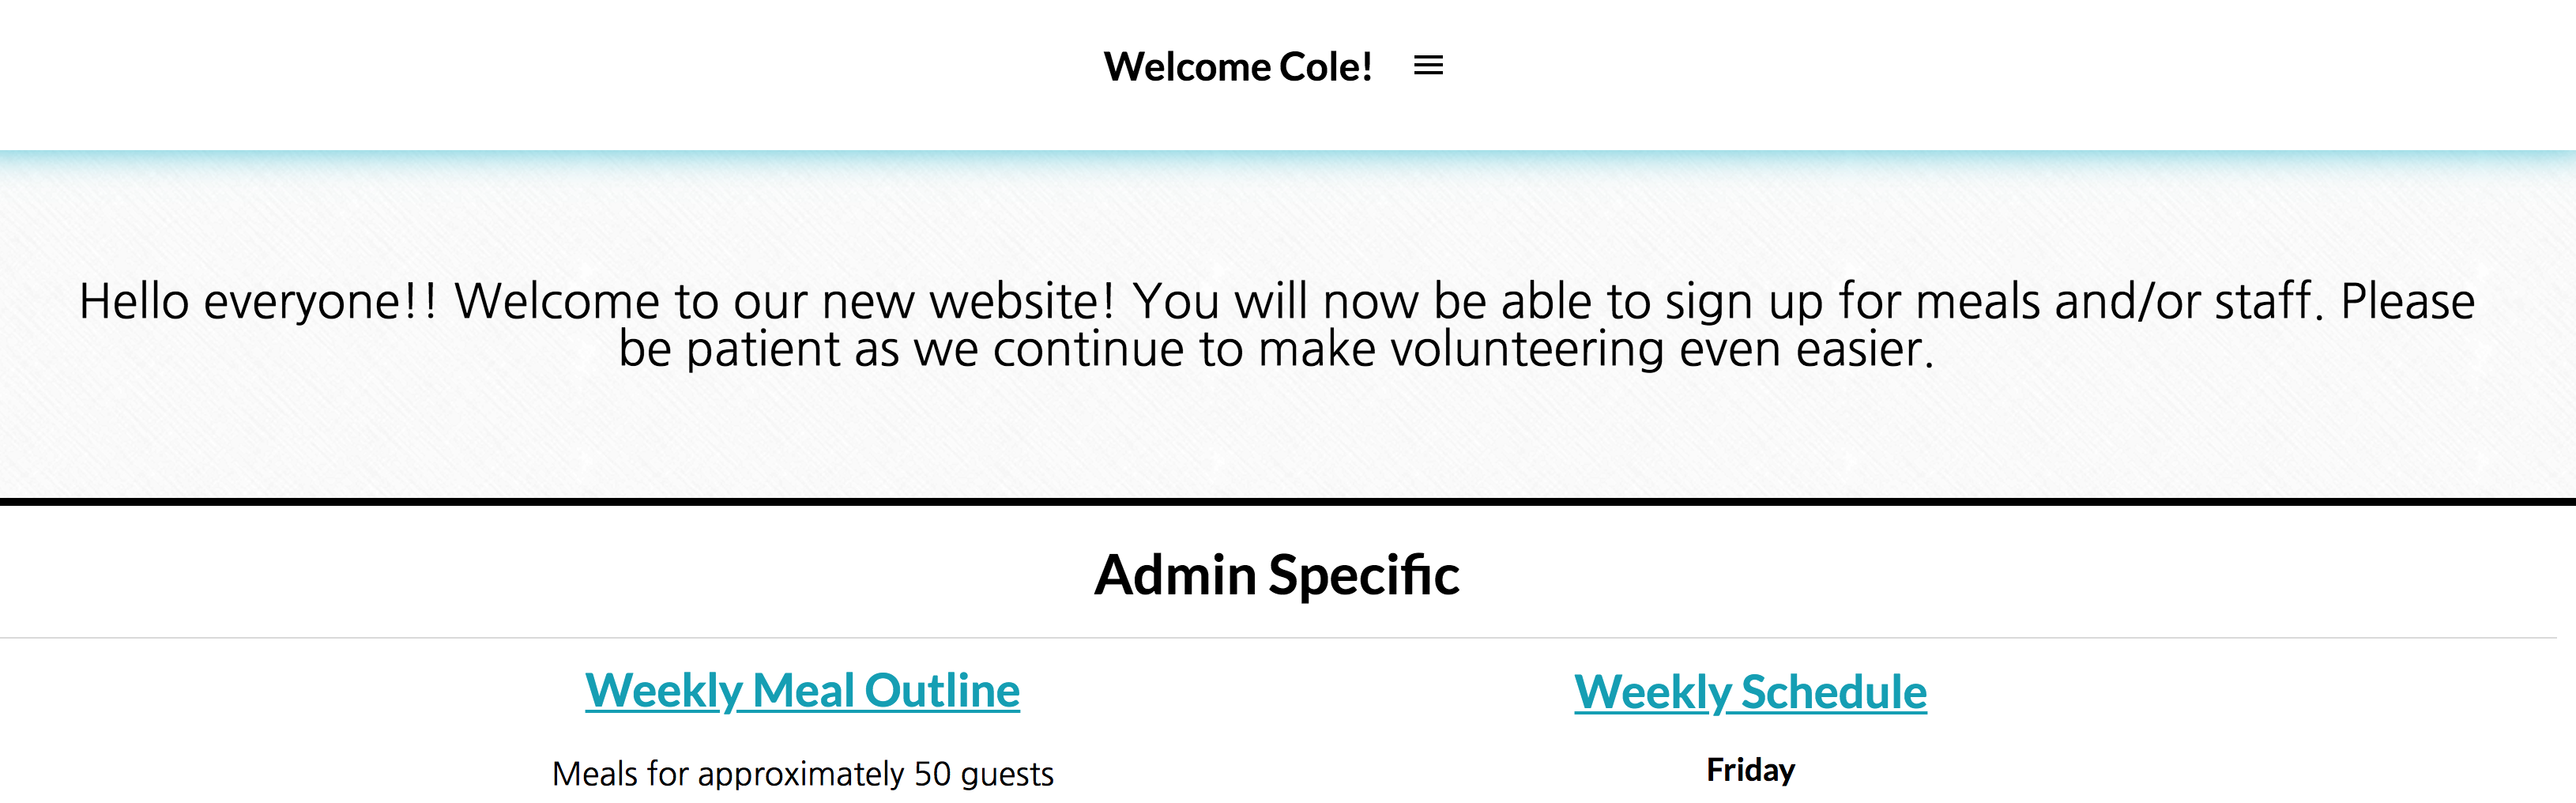 Welcome Cole!
Hello everyone!! Welcome to our new website! You will now be able to sign up for meals and/or staff. Please
be patient as we continue to make volunteering even easier.
Admin Specific
Weekly Meal Outline
Meals for approximately 50 guests
Weekly Schedule
Friday